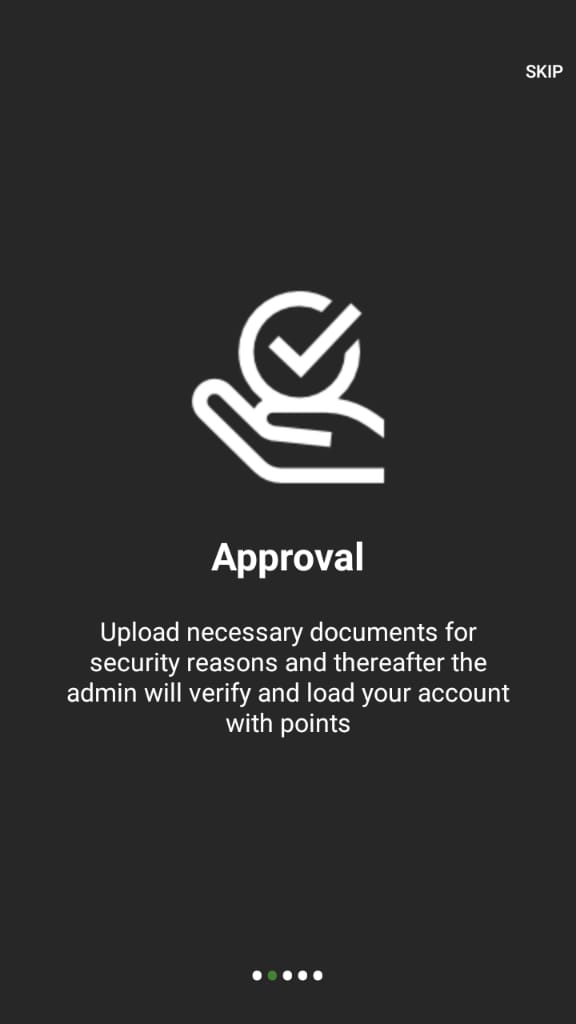 SKIP
Approval
Upload necessary documents for
security reasons and thereafter the
admin will verify and load your account
with points